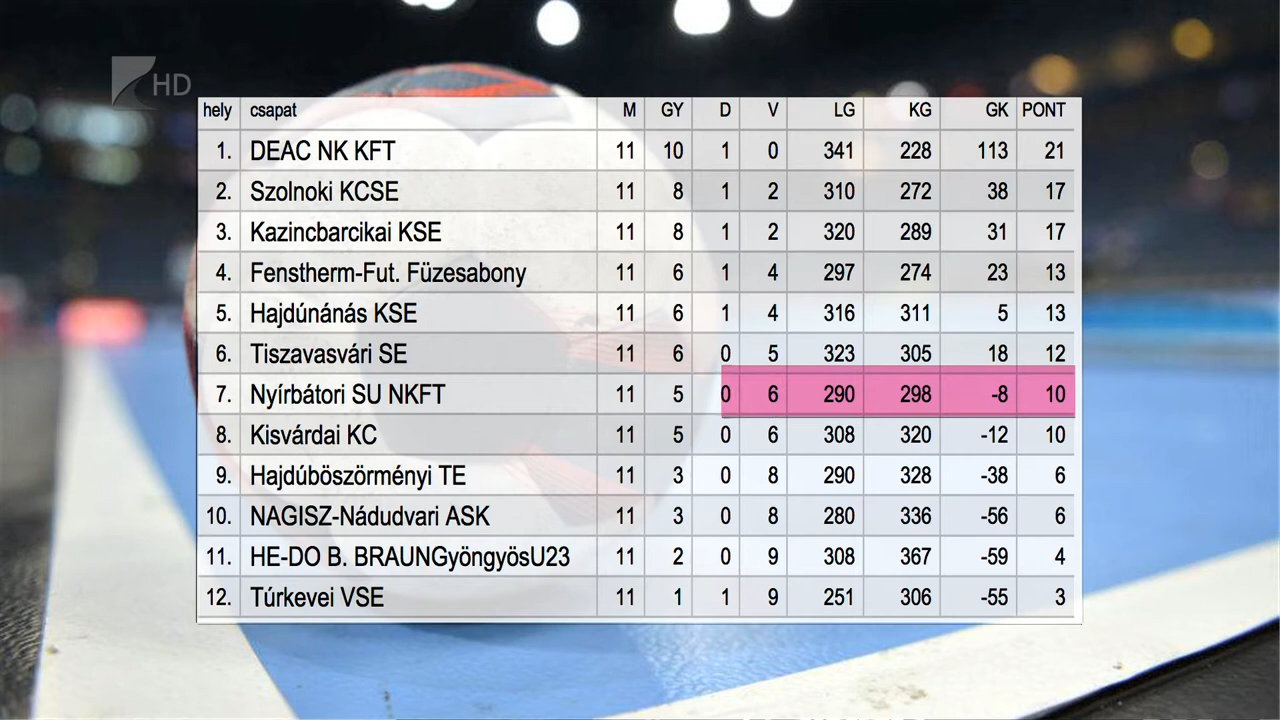 HD
hely csapat M GY D V LG KG GK PONT
1. DEAC NK KFT 11 10 1 0 341 228 113 21
2. Szolnoki KCSE 11 8 1 2 310 272 38 17
3. Kazincbarcikai KSE 11 8 1 2 320 289 31 17
4. Fenstherm-Fut. Füzesabony 11 6 1 4 297 274 23 13
5. Hajdúnánás KSE 11 6 1 4 316 311 5 13
6. Tiszavasvári SE 11 6 0 5 323 305 18 12
7. Nyírbátori SU NKFT 11 5 0 6 290 298 -8 10
8. Kisvárdai KC 11 5 0 6 308 320 -12 10
9. Hajdúböszörményi TE 11 3 0 8 290 328 -38 6
10. NAGISZ-Nádudvari ASK 11 3 0 8 280 336 -56 6
11. HE-DO B. BRAUNGyöngyösU23 11 2 0 9 308 367 -59 4
12. Túrkevei VSE 11 1 1 9 251 306 -55 3